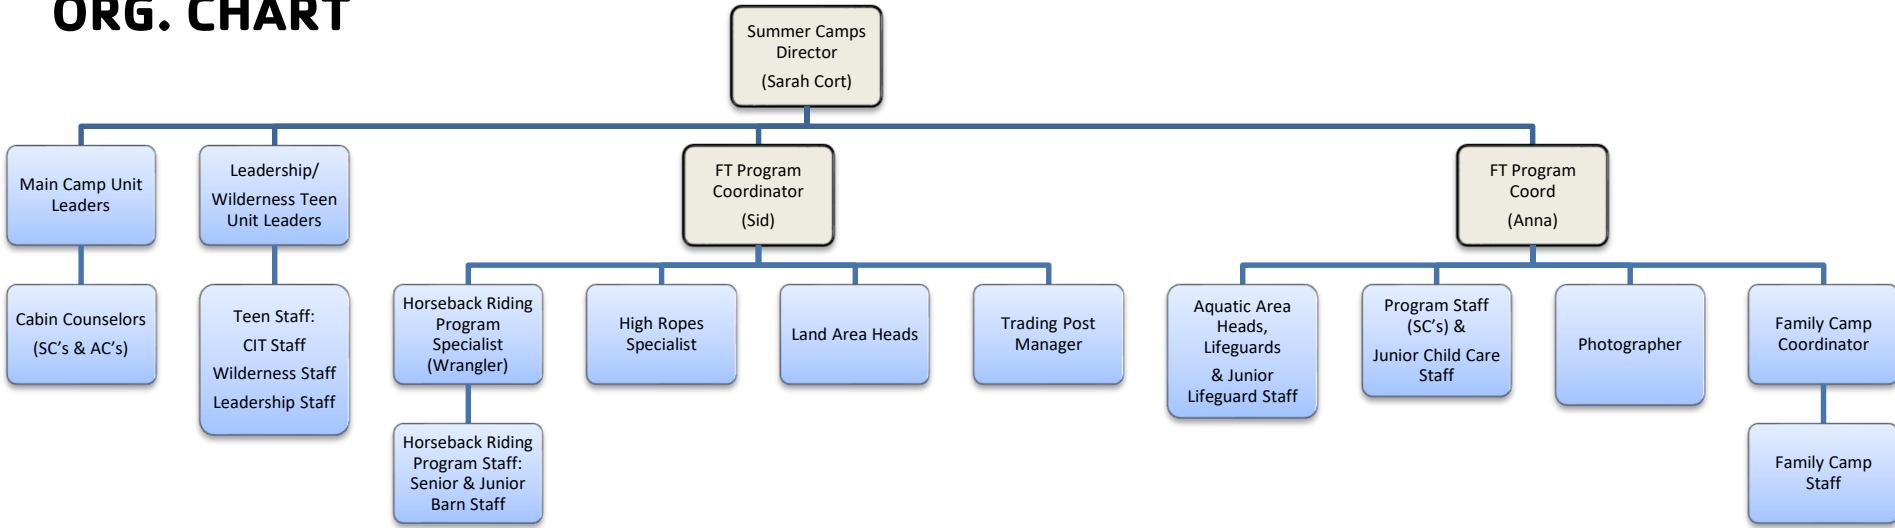 ORG. CHART
Summer Camps
Director
(Sarah Cort)
Main Camp Unit
Leaders
Leadership/
Wilderness Teen
Unit Leaders
FT Program
Coordinator
(Sid)
FT Program
Coord
(Anna)
Cabin Counselors
(SC’s & AC’s)
Teen Staff:
CIT Staff
Wilderness Staff
Leadership Staff
Horseback Riding
Program
Specialist
(Wrangler)
High Ropes
Specialist
Land Area Heads
Trading Post
Manager
Aquatic Area
Heads,
Lifeguards
& Junior
Lifeguard Staff
Program Staff
(SC’s) &
Junior Child Care
Staff
Photographer
Family Camp
Coordinator
Horseback Riding
Program Staff:
Senior & Junior
Barn Staff
Family Camp
Staff